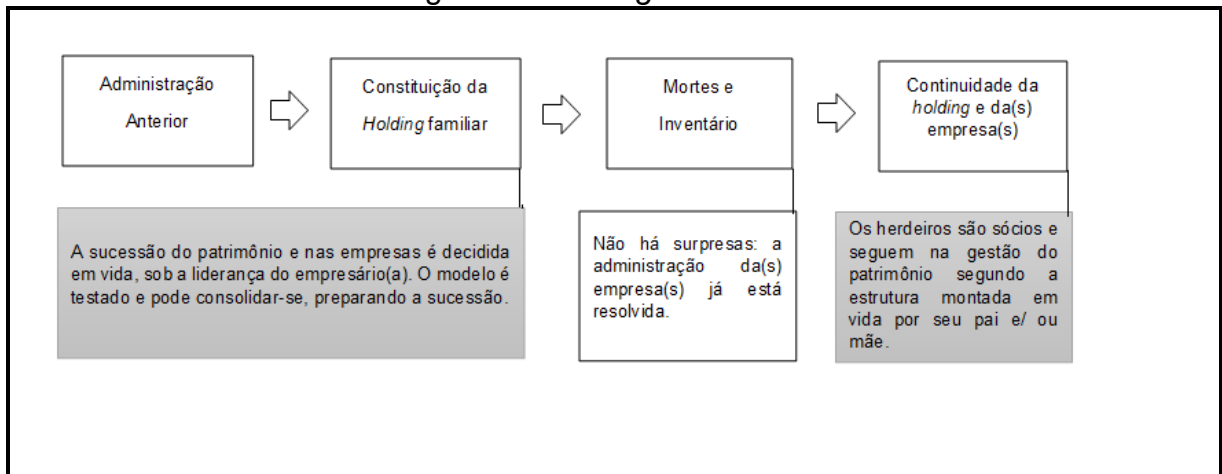 Administração
Anterior
Constituição da
Holding familiar
Mortes e
Inventário
Continuidade da
holding e da(s)
empresa(s)
A sucessão do patrimônio e nas empresas é decidida
em vida, sob a liderança do empresário(a). O modelo é
testado e pode consolidar-se, preparando a sucessão.
Não há surpresas: a
administração da(s)
empresa(s) já está
resolvida.
Os herdeiros são sócios e
seguem na gestão do
patrimônio segundo a
estrutura montada em
vida por seu pai e/ ou
mãe.